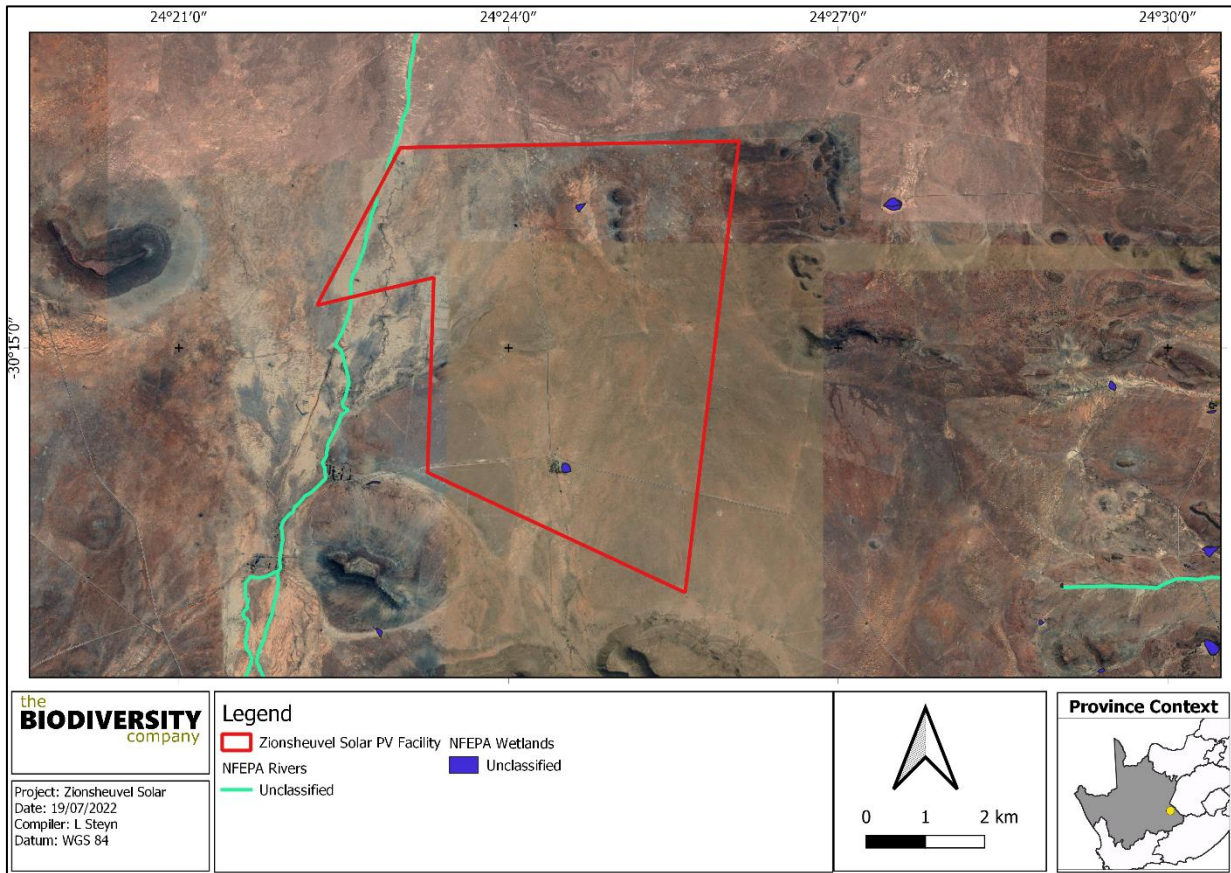 24°21′0″ 24°24′0″ 24°27′0″ 24°30′0″
-30°15′0″
the
BIODIVERSITY
company
Project: Zionsheuvel Solar
Date: 19/07/2022
Compiler: L Steyn
Datum: WGS 84
Legend
Zionsheuvel Solar PV Facility
NFEPA Rivers
Unclassified
NFEPA Wetlands
Unclassified
0 1 2 km
Province Context